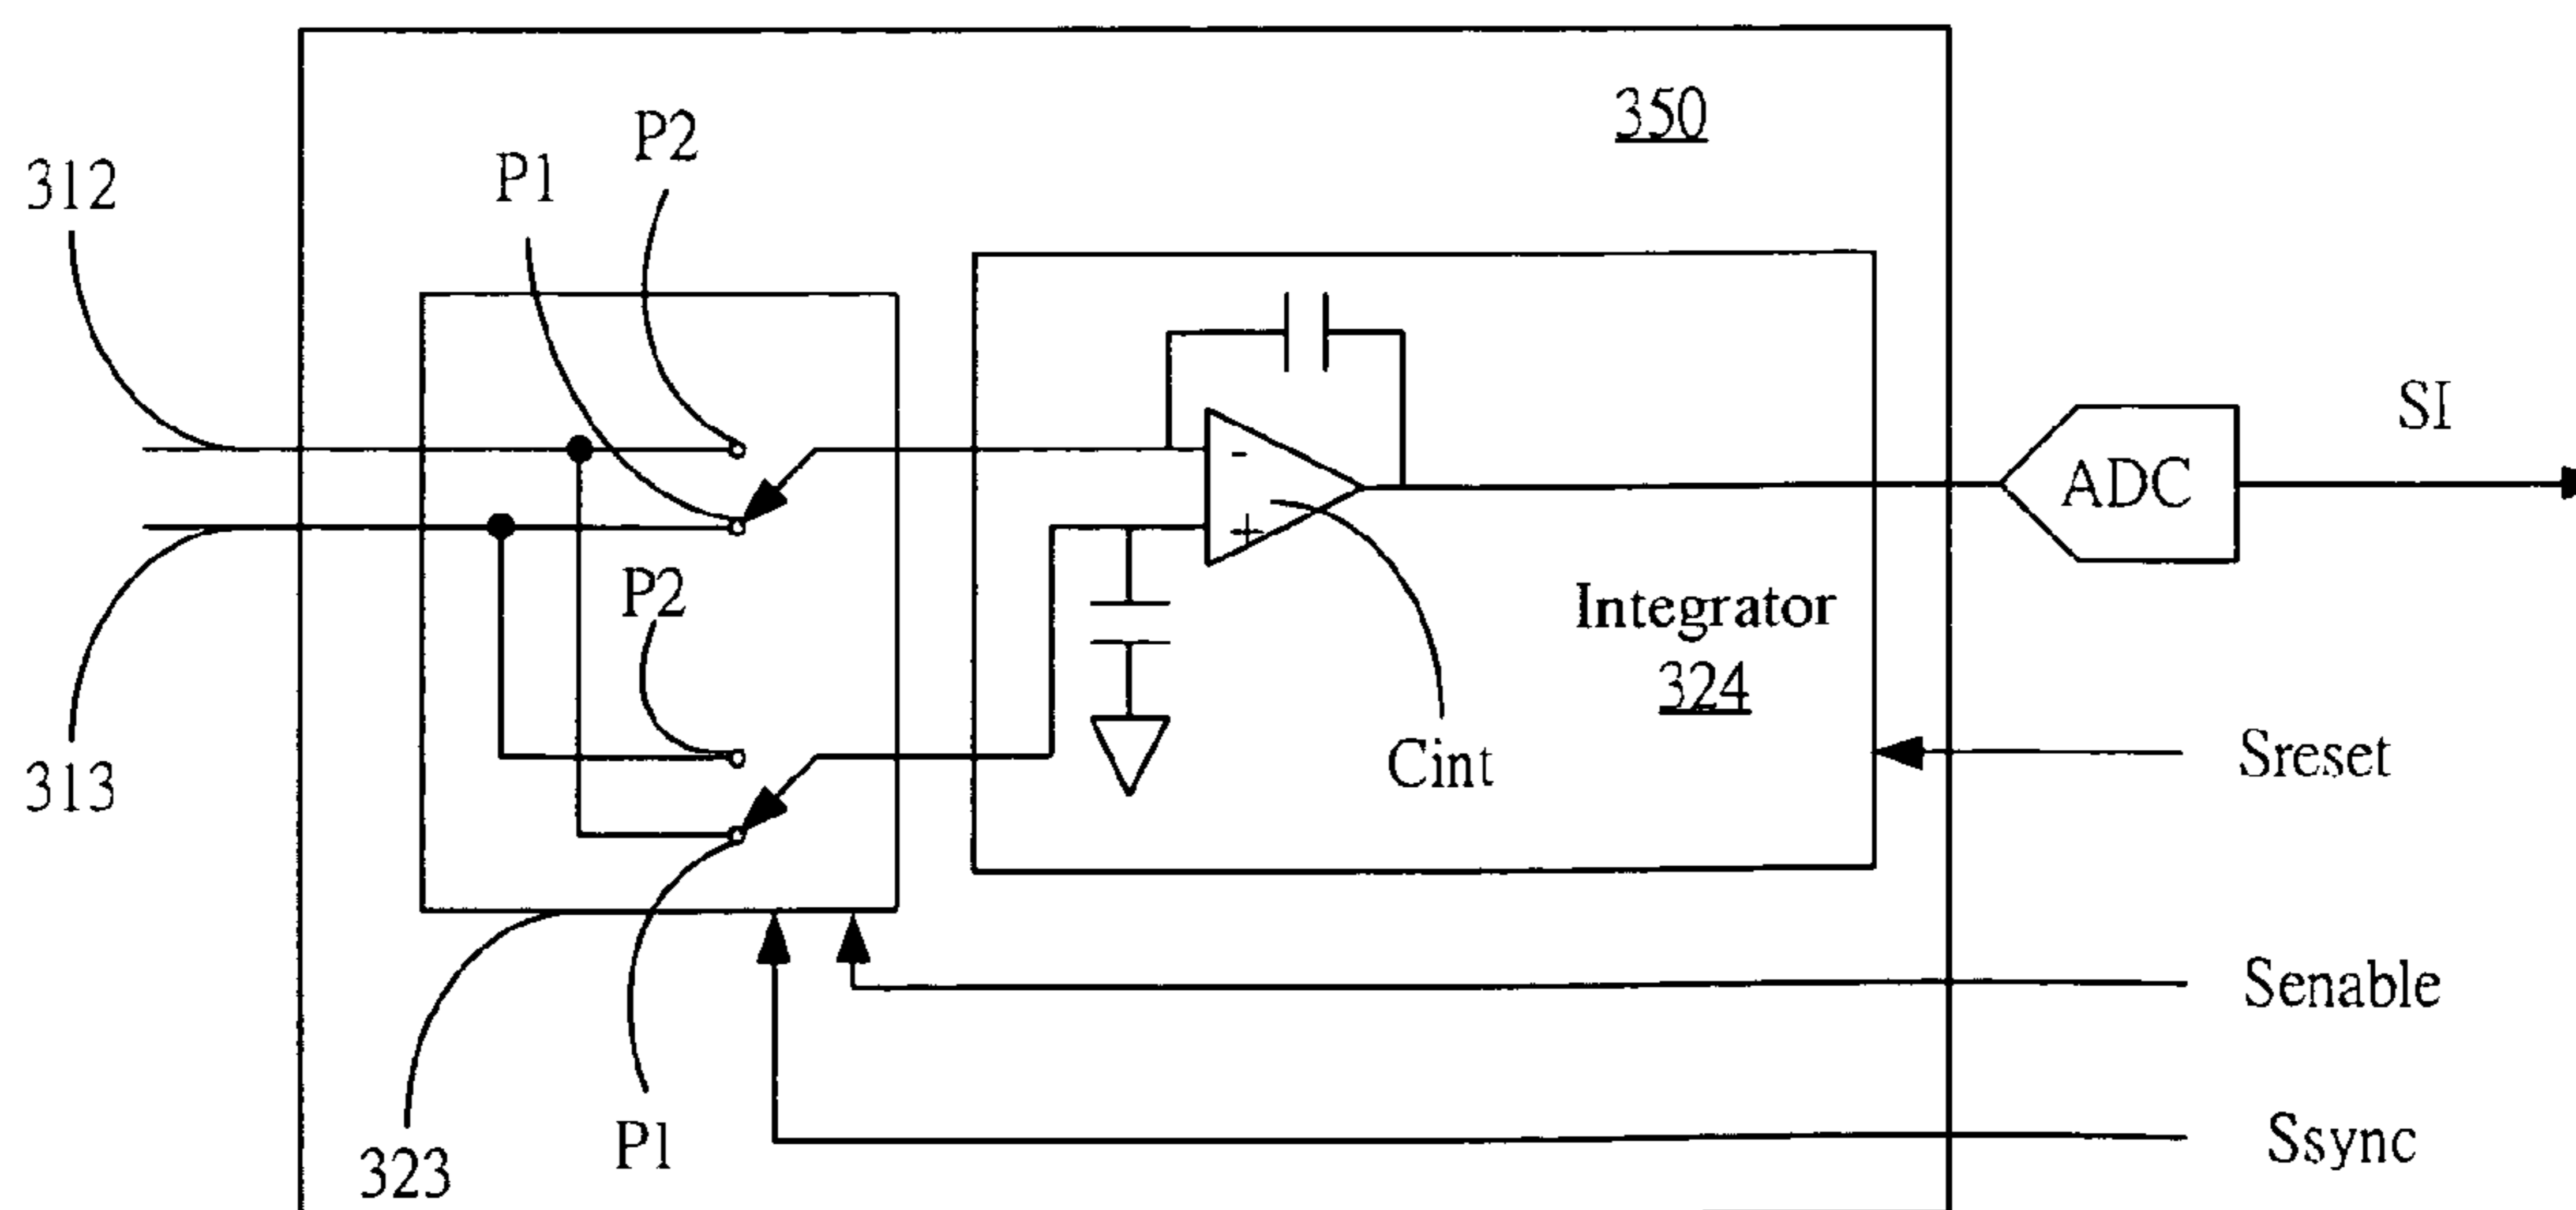 350
P2
P1
312
SI
ADC
-
+
P2
Integrator
324
Cint
Sreset
313
Senable
P1
Ssync
323